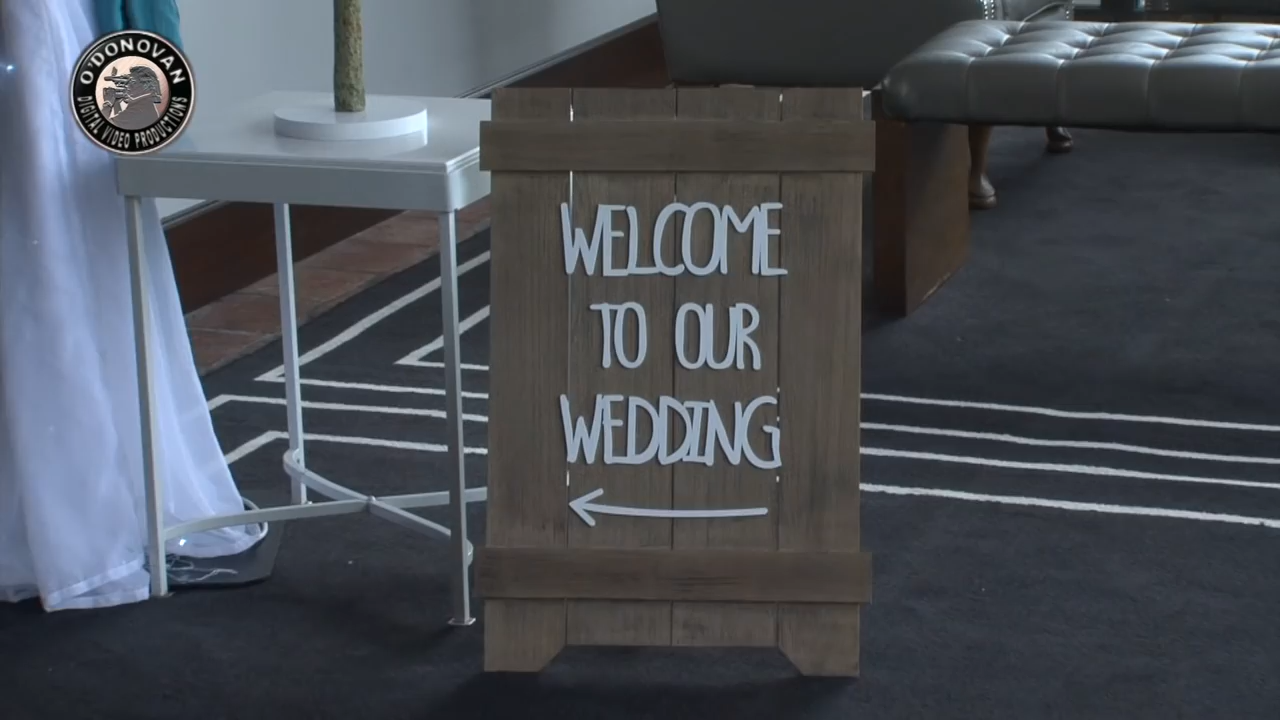 O'DONOVAN
DIGITAL VIDEO PRODUCTIONS
WELCOME
TO OUR
WEDDING